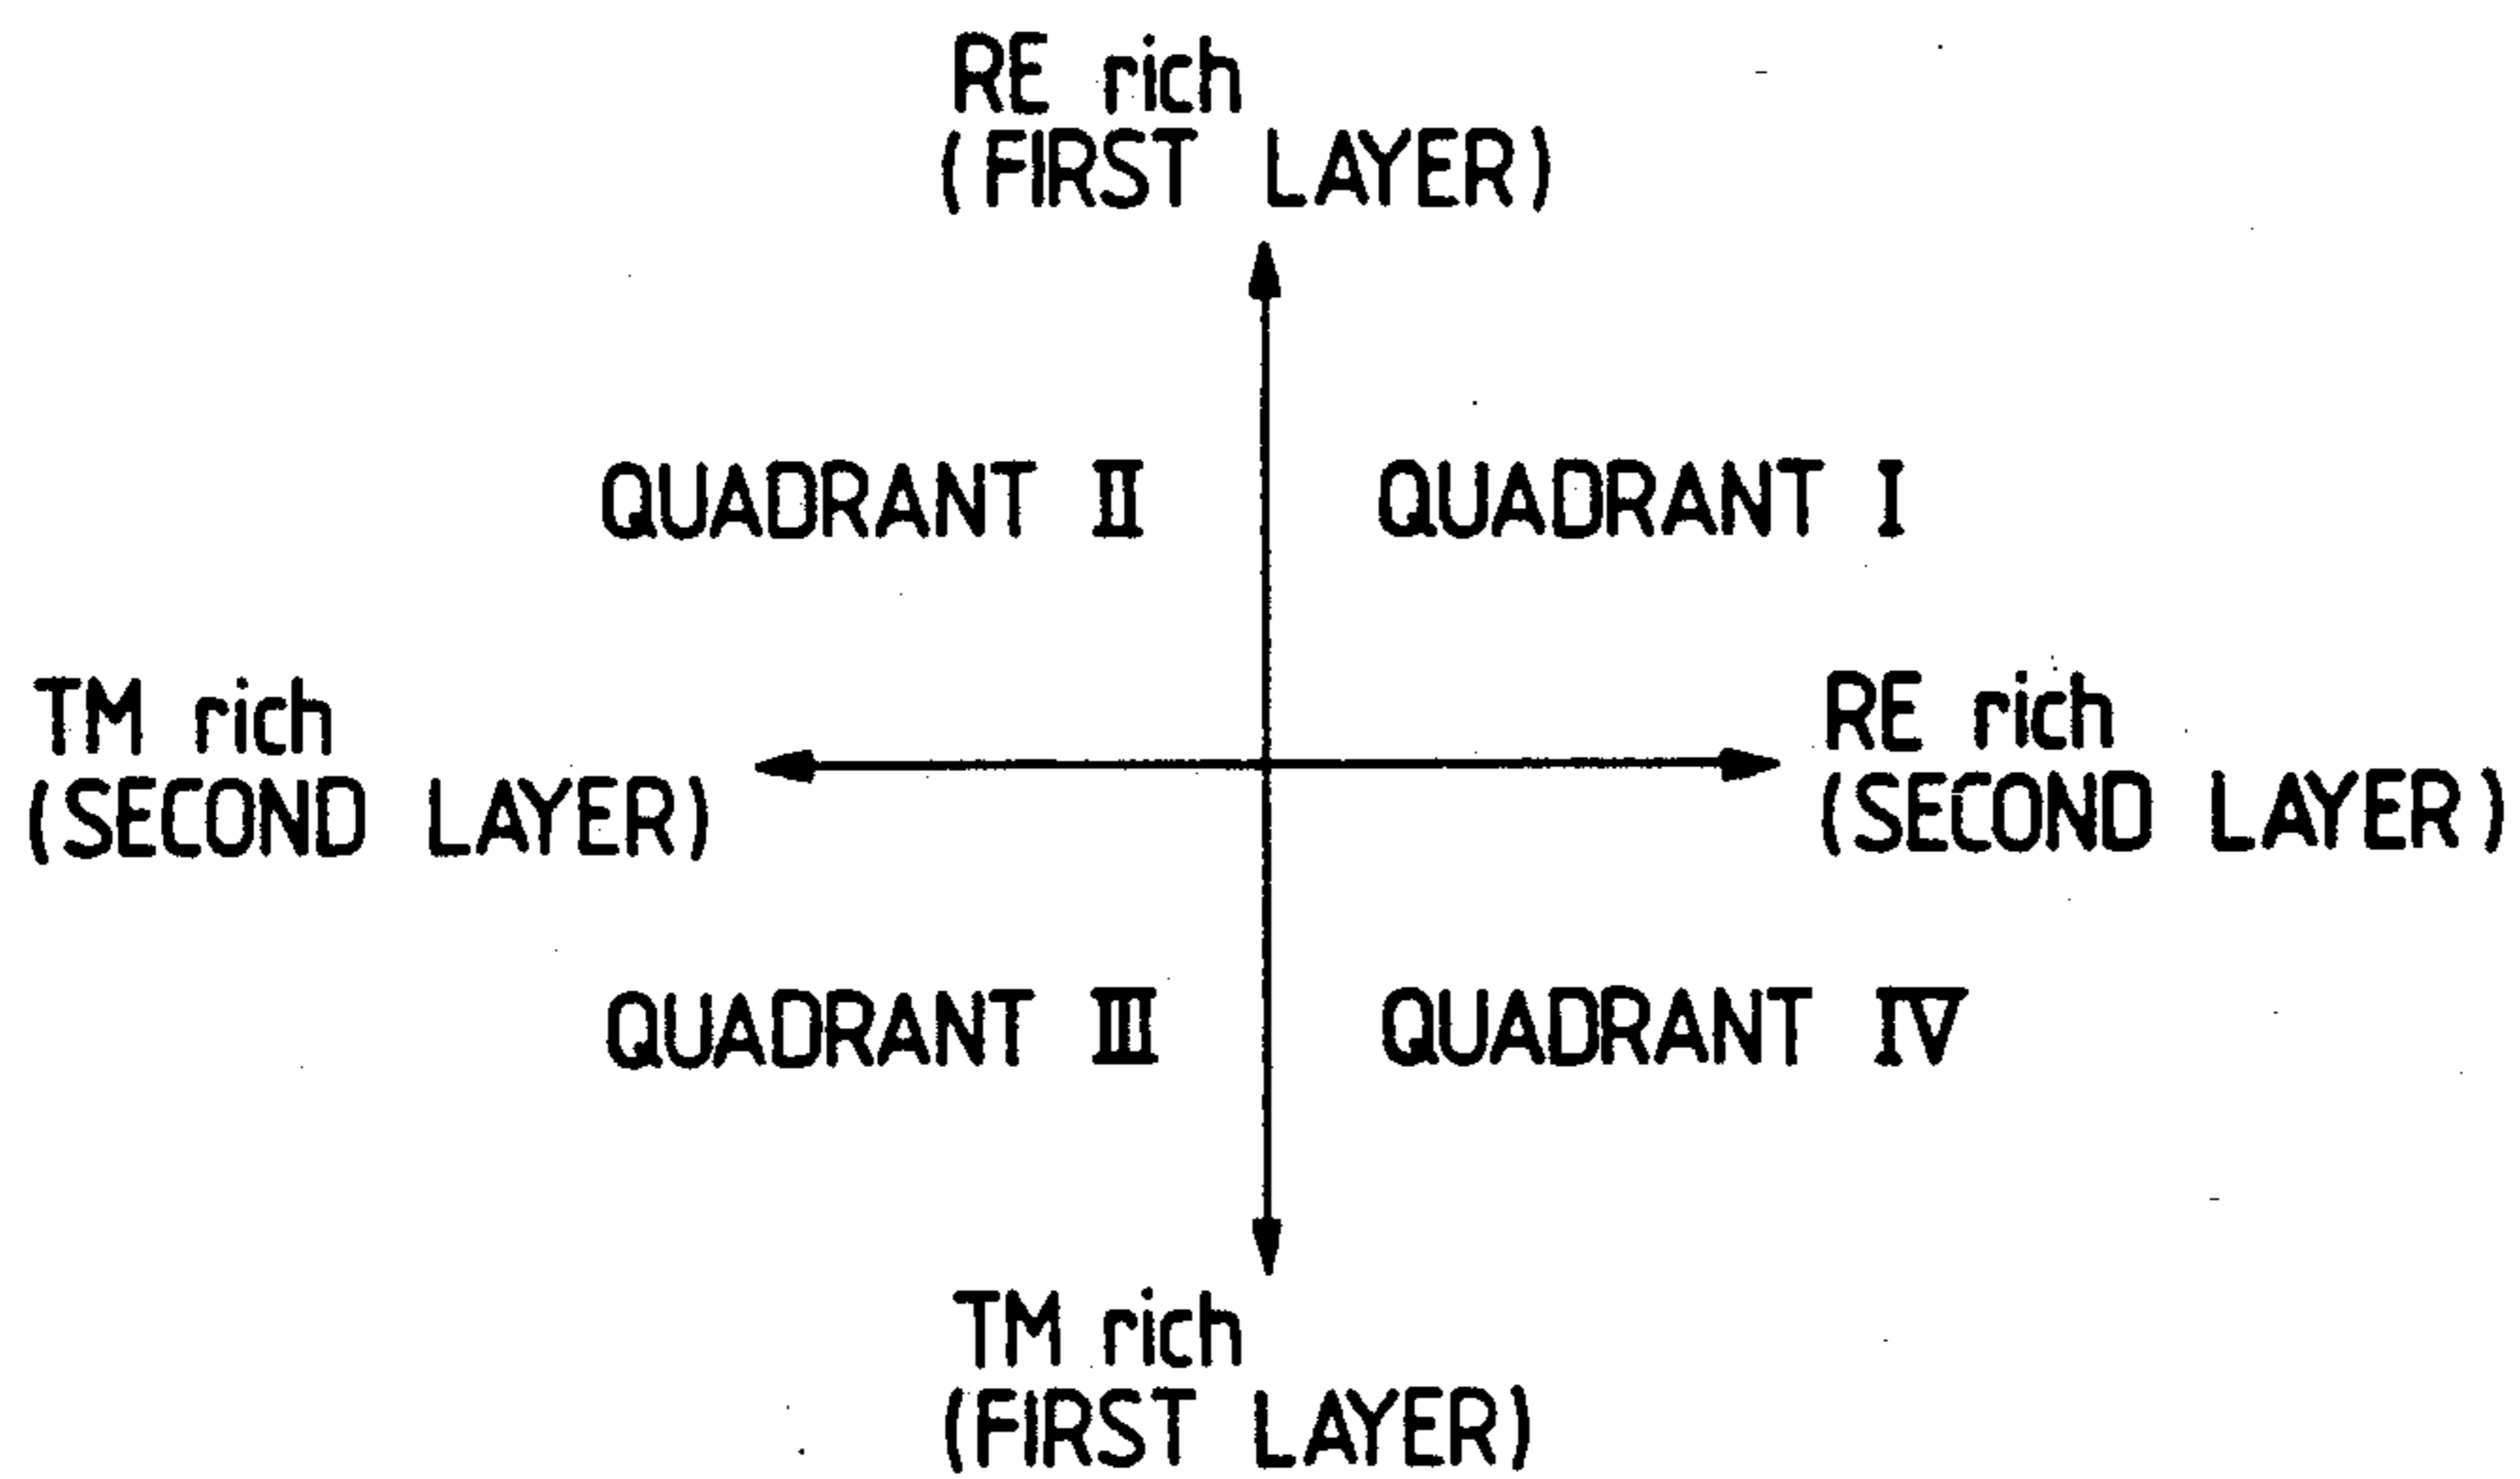 RE rich
(FIRST LAYER)
QUADRANT II
QUADRANT I
TM rich
(SECOND LAYER)
RE rich
(SECOND LAYER)
QUADRANT III
QUADRANT IV
TM rich
(FIRST LAYER)